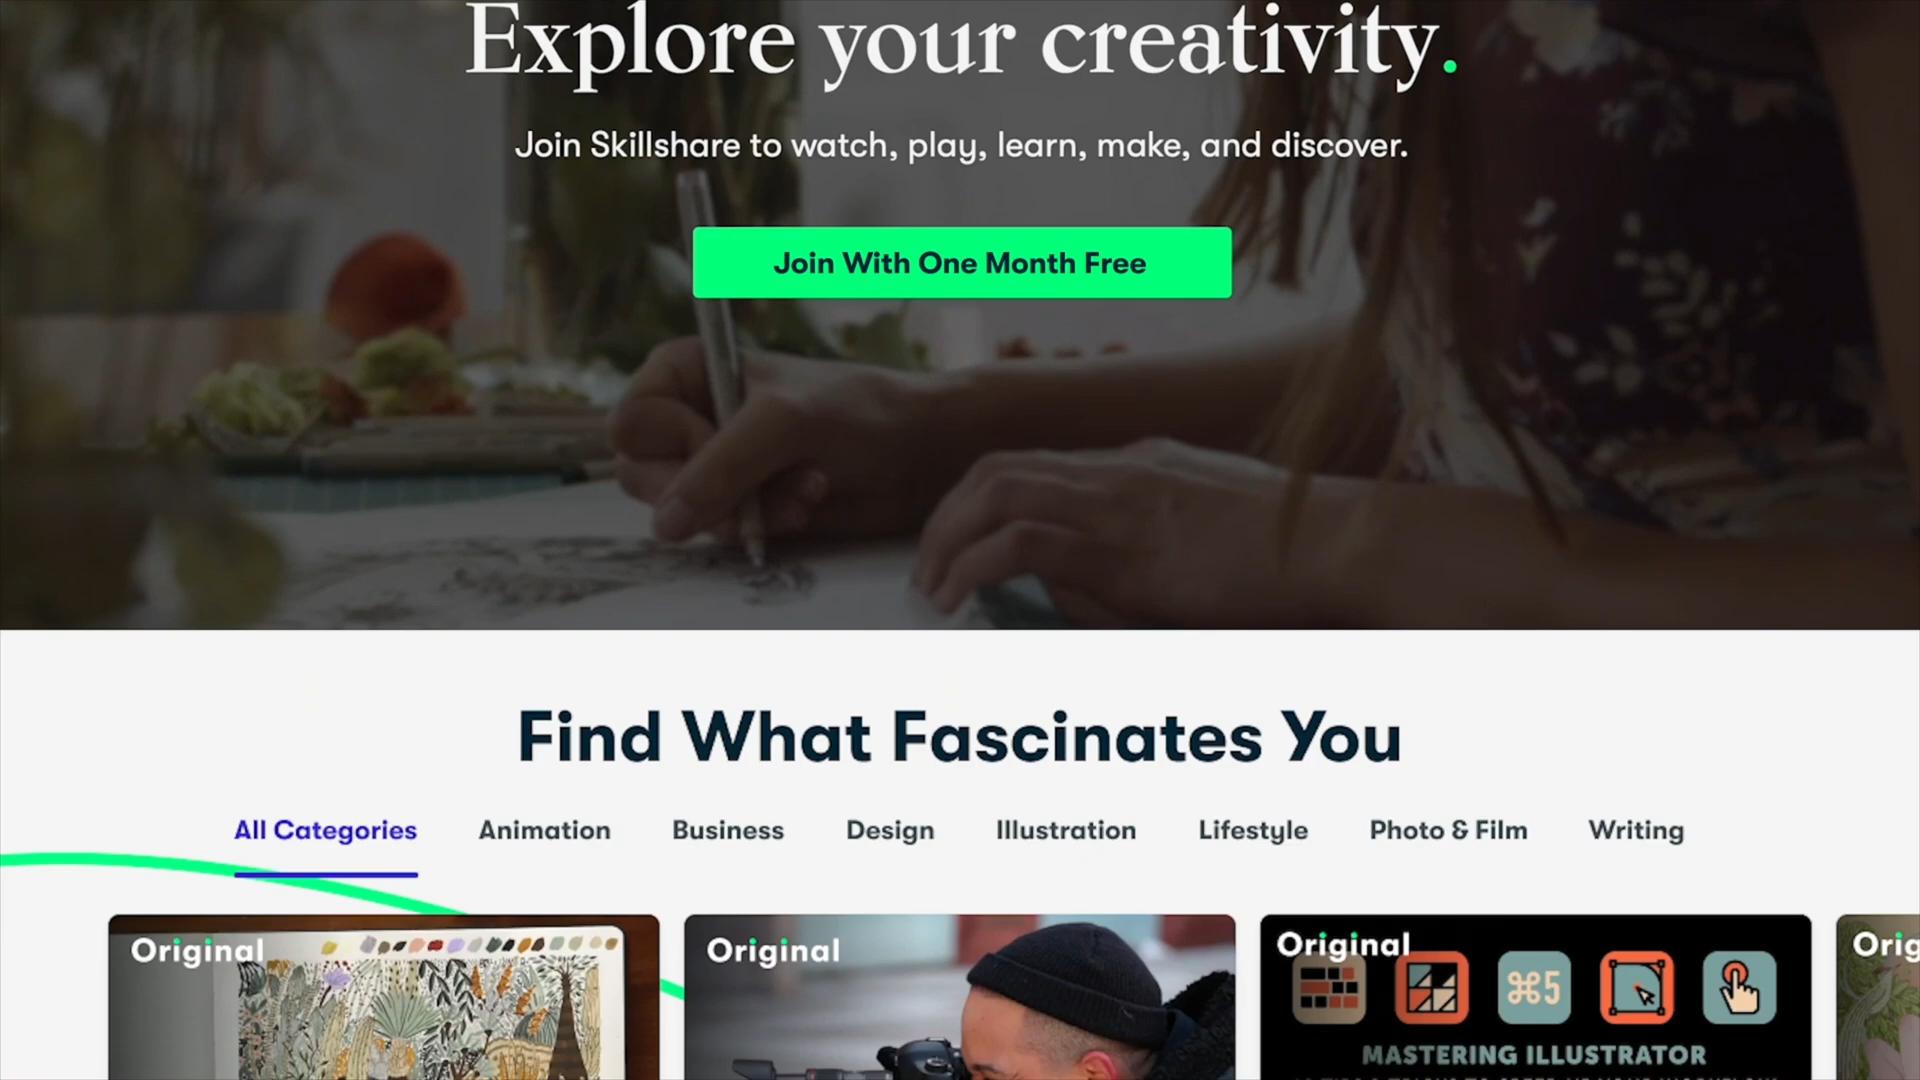 Explore your creativity.
Join Skillshare to watch, play, learn, make, and discover.
Join With One Month Free
Find What Fascinates You
All Categories Animation Business Design Illustration Lifestyle Photo & Film Writing
Original Original Original
⌘5
MASTERING ILLUSTRATOR